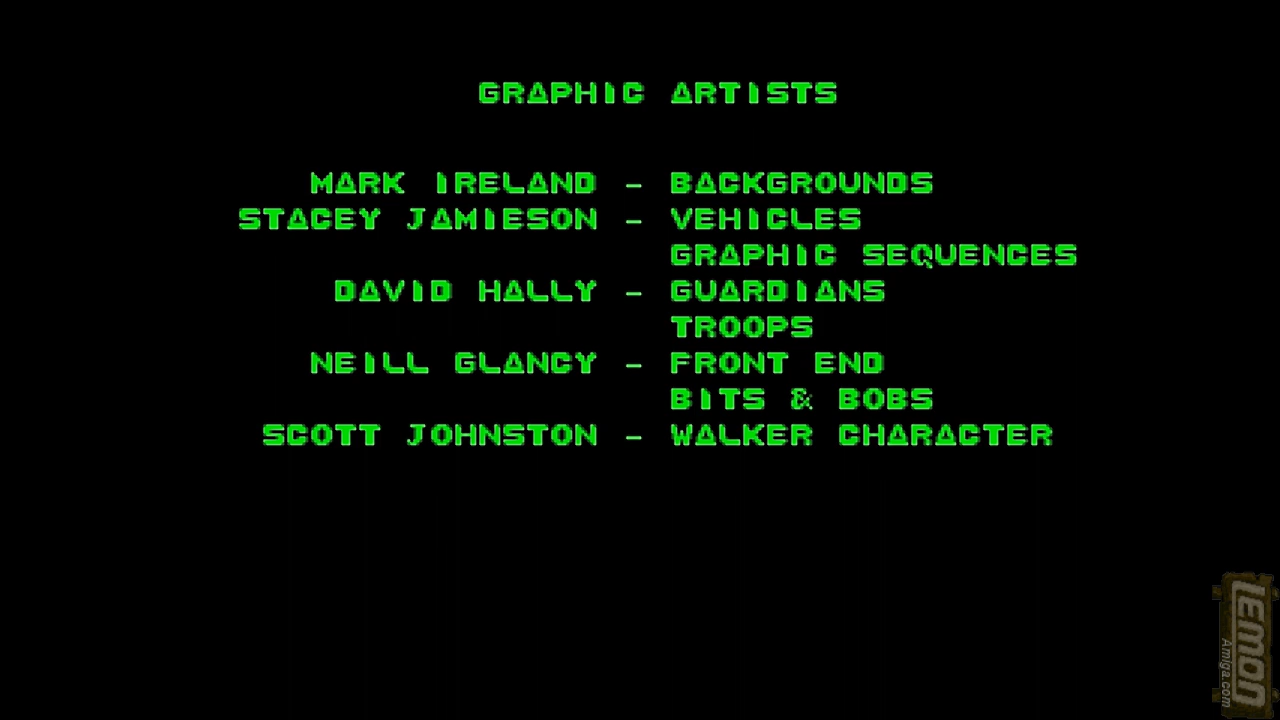 GRAPHIC ARTISTS
MARK IRELAND - BACKGROUNDS
STACEY JAMIESON - VEHICLES
GRAPHIC SEQUENCES
DAVID HALLY - GUARDIANS
TROOPS
NEILL GLANCY - FRONT END
BITS & BOBS
SCOTT JOHNSTON - WALKER CHARACTER
LEMON
Amiga.com